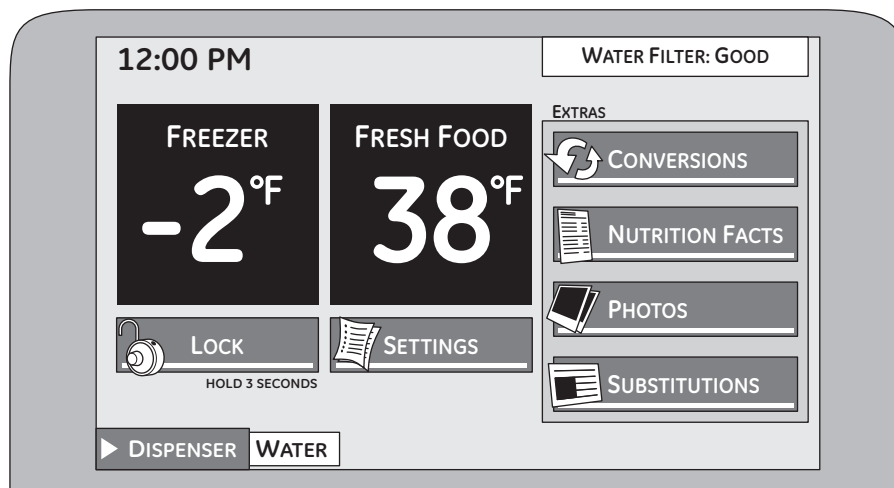 12:00 PM
WATER FILTER: GOOD
FREEZER
-2°F
FRESH FOOD
38°F
EXTRAS
CONVERSIONS
NUTRITION FACTS
PHOTOS
SUBSTITUTIONS
LOCK
HOLD 3 SECONDS
SETTINGS
DISPENSER WATER